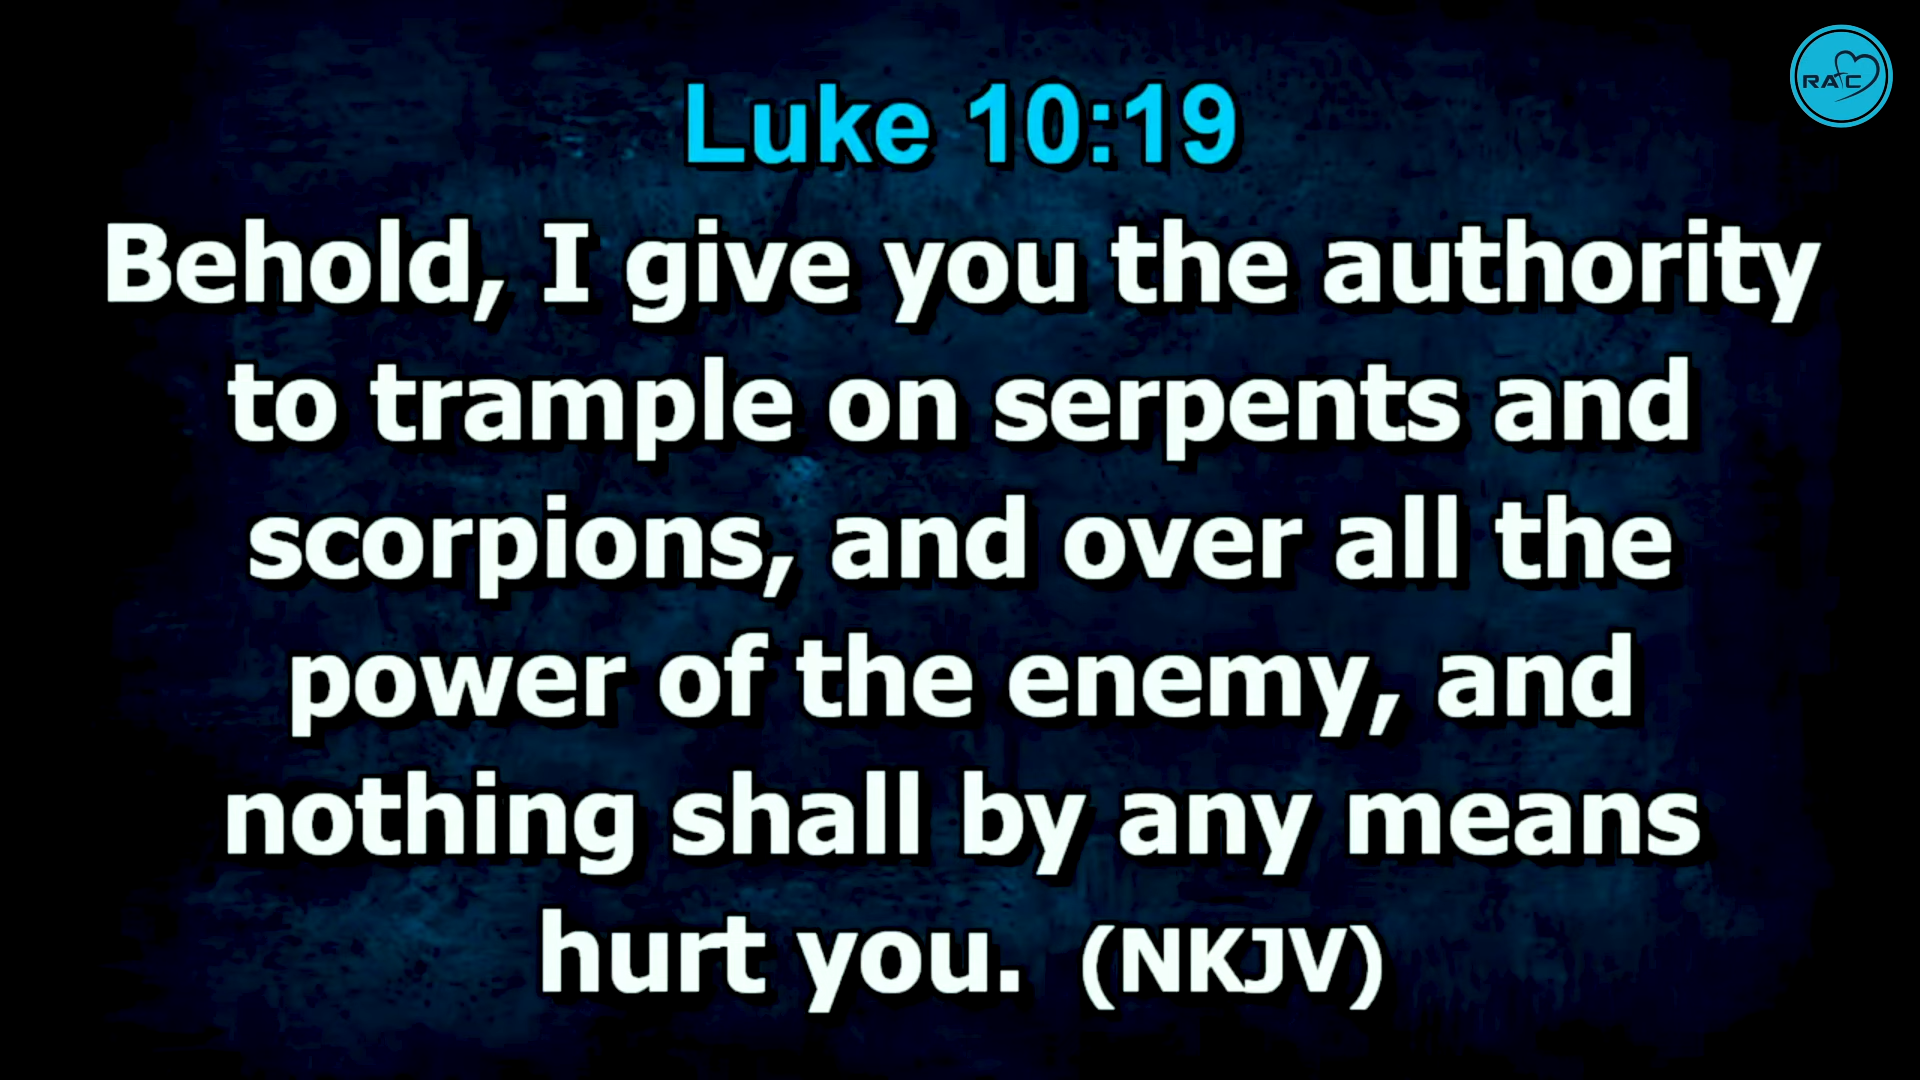 RAFC
Luke 10:19
Behold, I give you the authority
to trample on serpents and
scorpions, and over all the
power of the enemy, and
nothing shall by any means
hurt you. (NKJV)